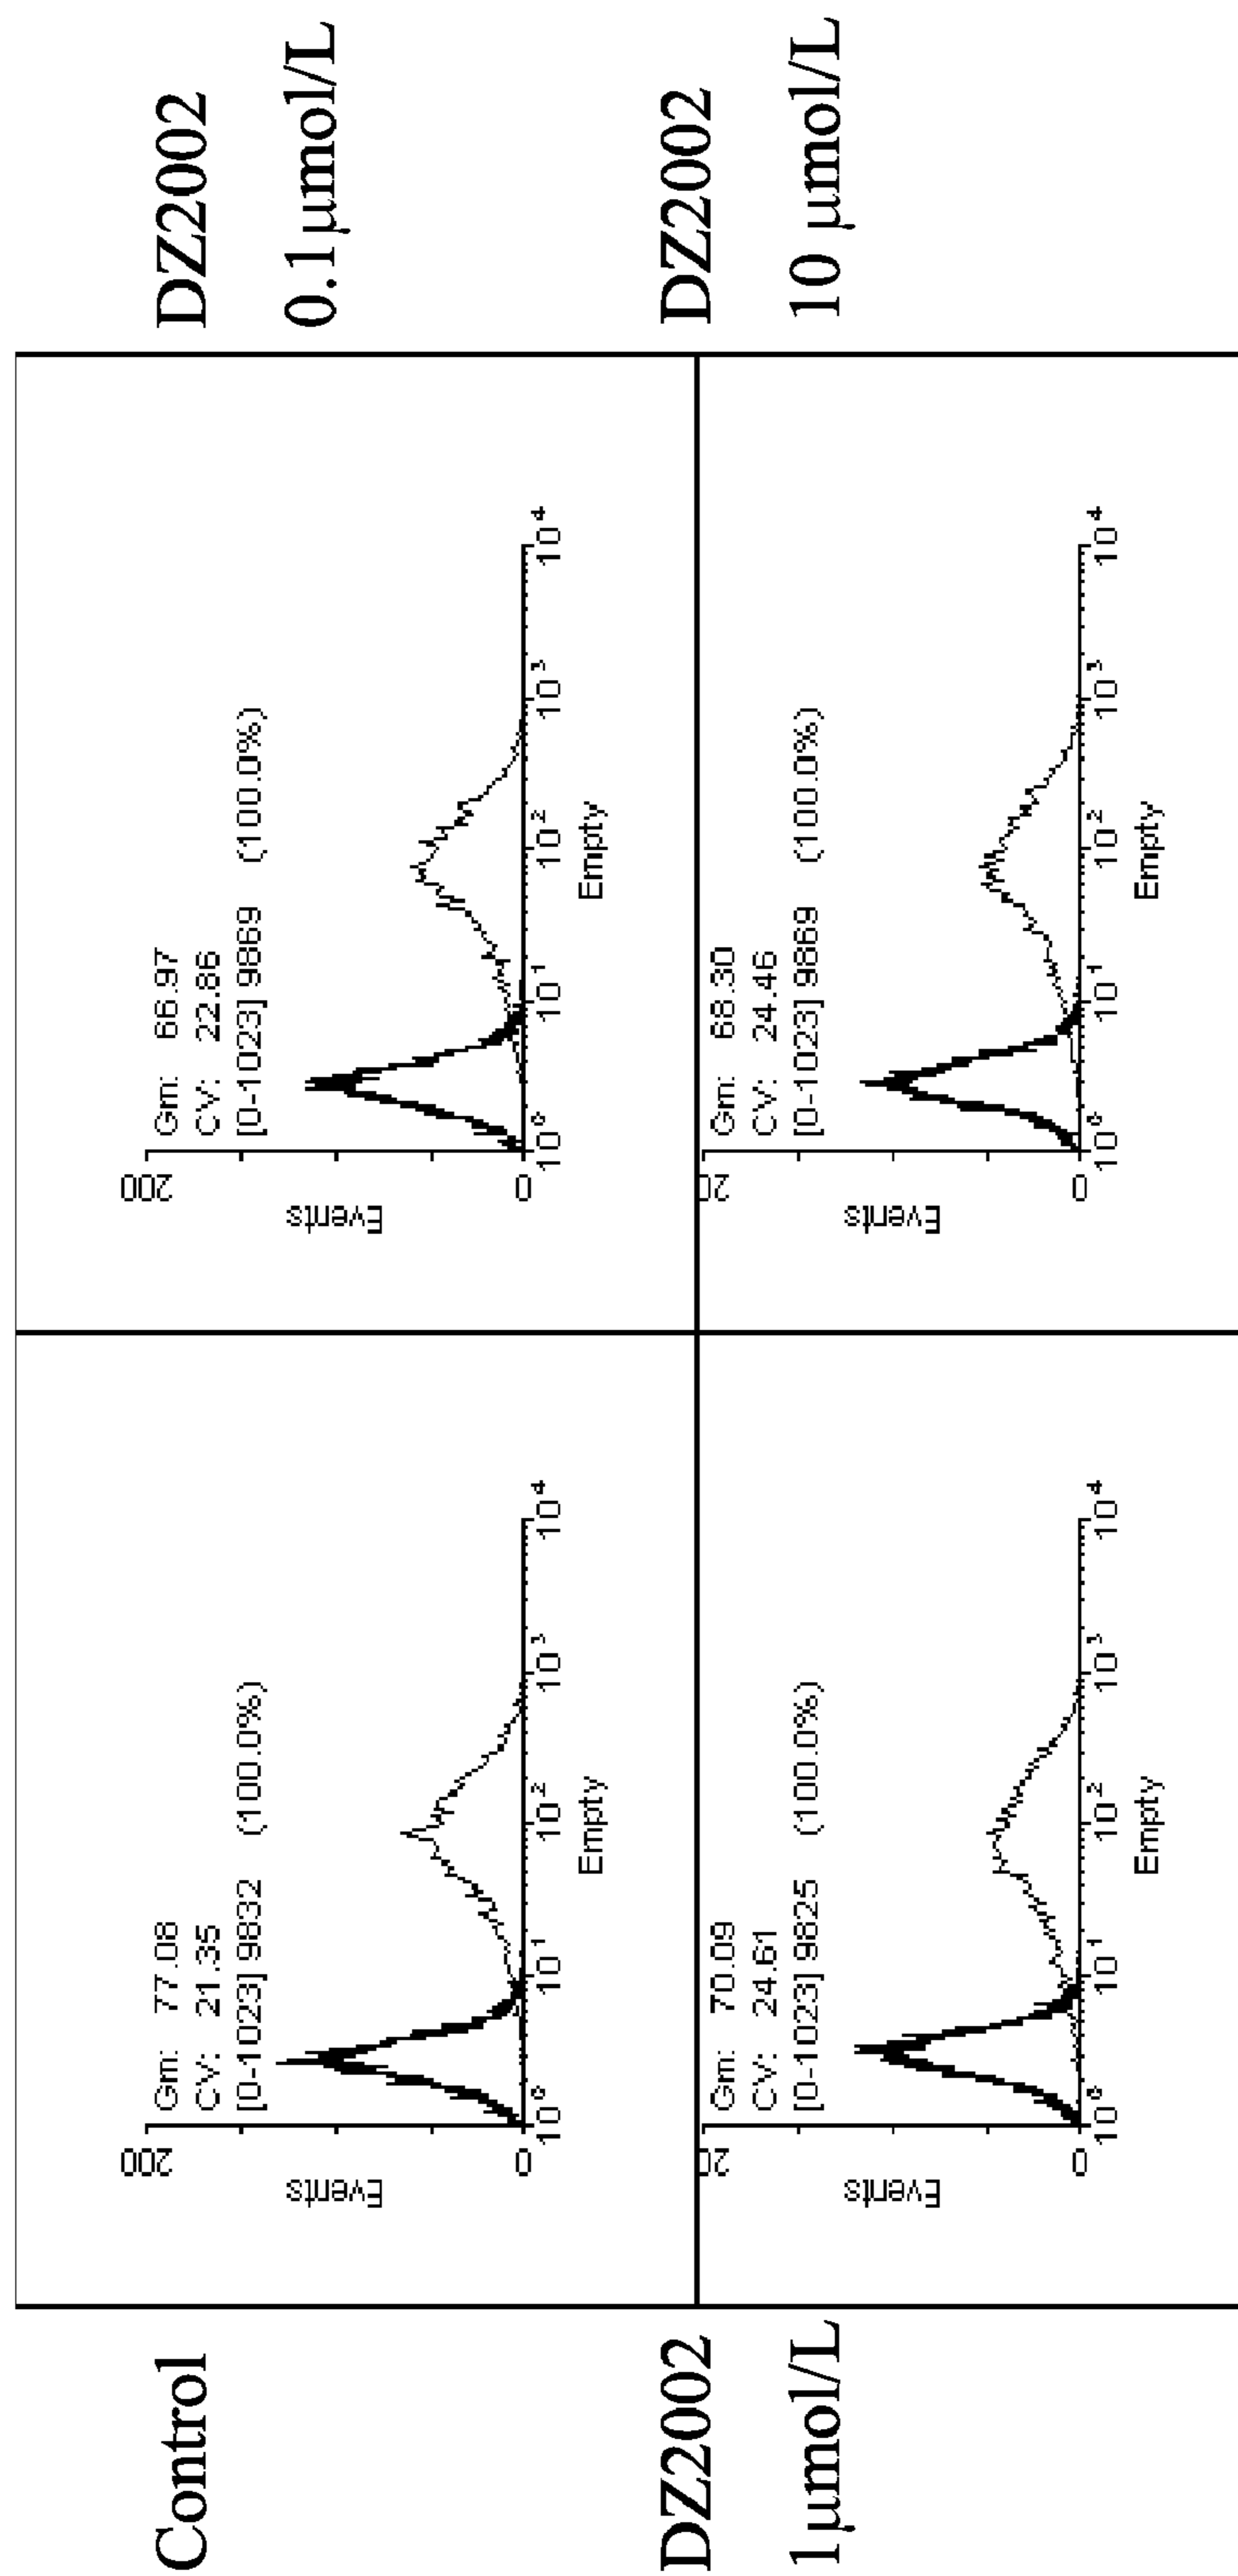 Control
200
Events
0
Gm: 77.08
CV: 21.35
[0-1023] 9832 (100.0%)
10⁰ 10¹ 10² 10³ 10⁴
Empty
200
Events
0
Gm: 66.97
CV: 22.86
[0-1023] 9869 (100.0%)
10⁰ 10¹ 10² 10³ 10⁴
Empty
DZ2002
0.1µmol/L
DZ2002
1µmol/L
Events
0
Gm: 70.09
CV: 24.61
[0-1023] 9825 (100.0%)
10⁰ 10¹ 10² 10³ 10⁴
Empty
Events
0
Gm: 68.30
CV: 24.46
[0-1023] 9869 (100.0%)
10⁰ 10¹ 10² 10³ 10⁴
Empty
DZ2002
10 µmol/L